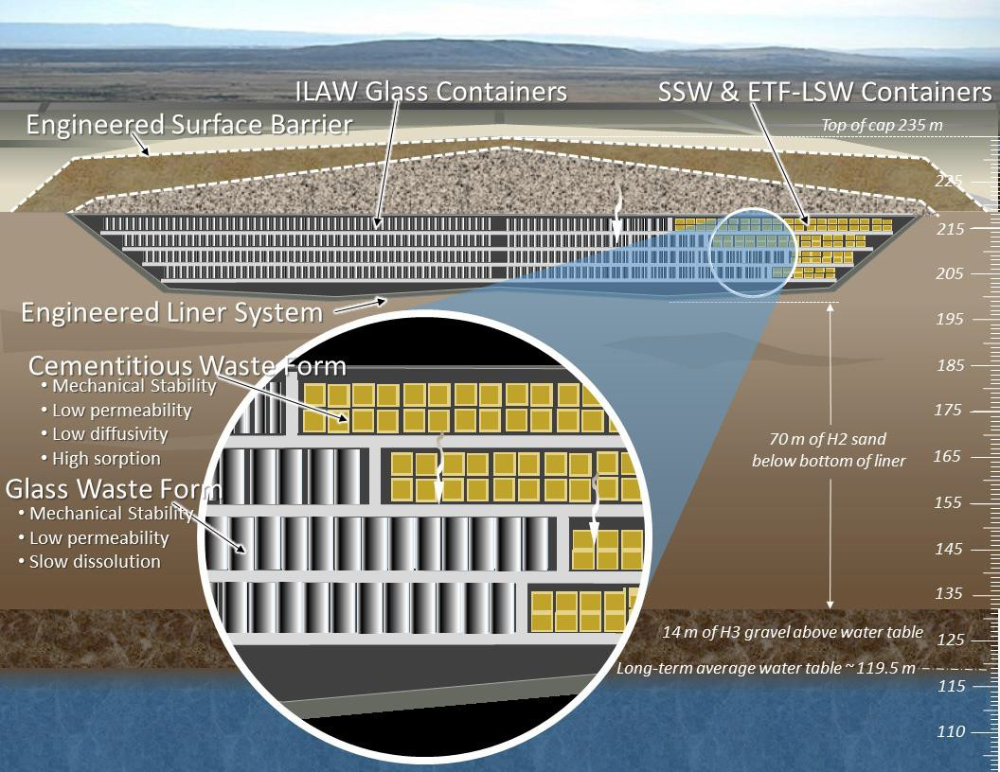 ILAW Glass Containers
SSW & ETF-LSW Containers
Engineered Surface Barrier
Top of cap 235 m
225
215
205
Engineered Liner System
195
Cementitious Waste Form
• Mechanical Stability
• Low permeability
• Low diffusivity
• High sorption
185
175
70 m of H2 sand
below bottom of liner
165
Glass Waste Form
• Mechanical Stability
• Low permeability
• Slow dissolution
155
145
135
14 m of H3 gravel above water table
125
Long-term average water table ~ 119.5 m
115
110